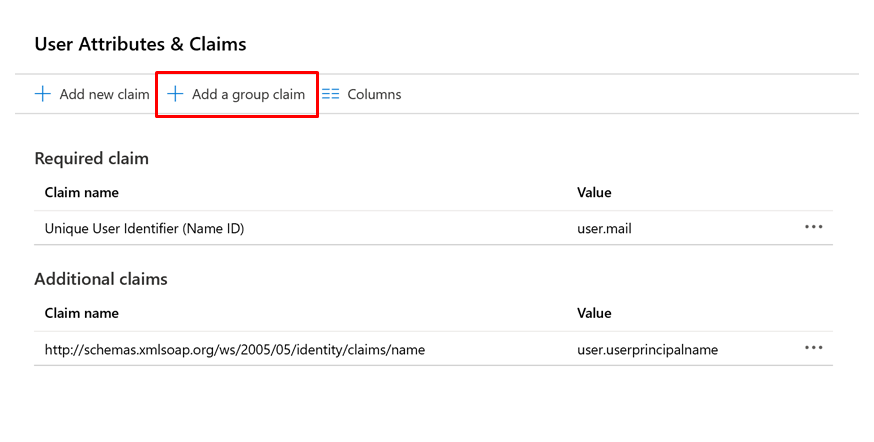 User Attributes & Claims
Add new claim Add a group claim Columns
Required claim
Claim name Value
Unique User Identifier (Name ID) user.mail
Additional claims
Claim name Value
http://schemas.xmlsoap.org/ws/2005/05/identity/claims/name user.userprincipalname